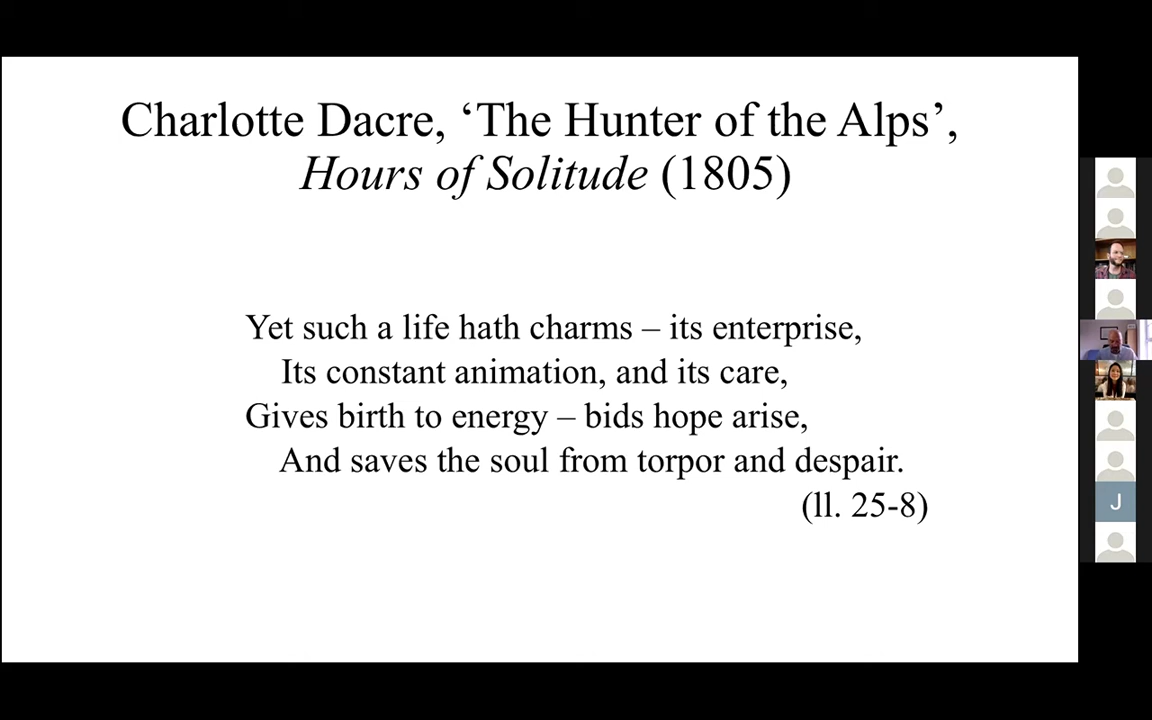 Charlotte Dacre, ‘The Hunter of the Alps’,
Hours of Solitude (1805)
Yet such a life hath charms – its enterprise,
Its constant animation, and its care,
Gives birth to energy – bids hope arise,
And saves the soul from torpor and despair.
(ll. 25-8)
J